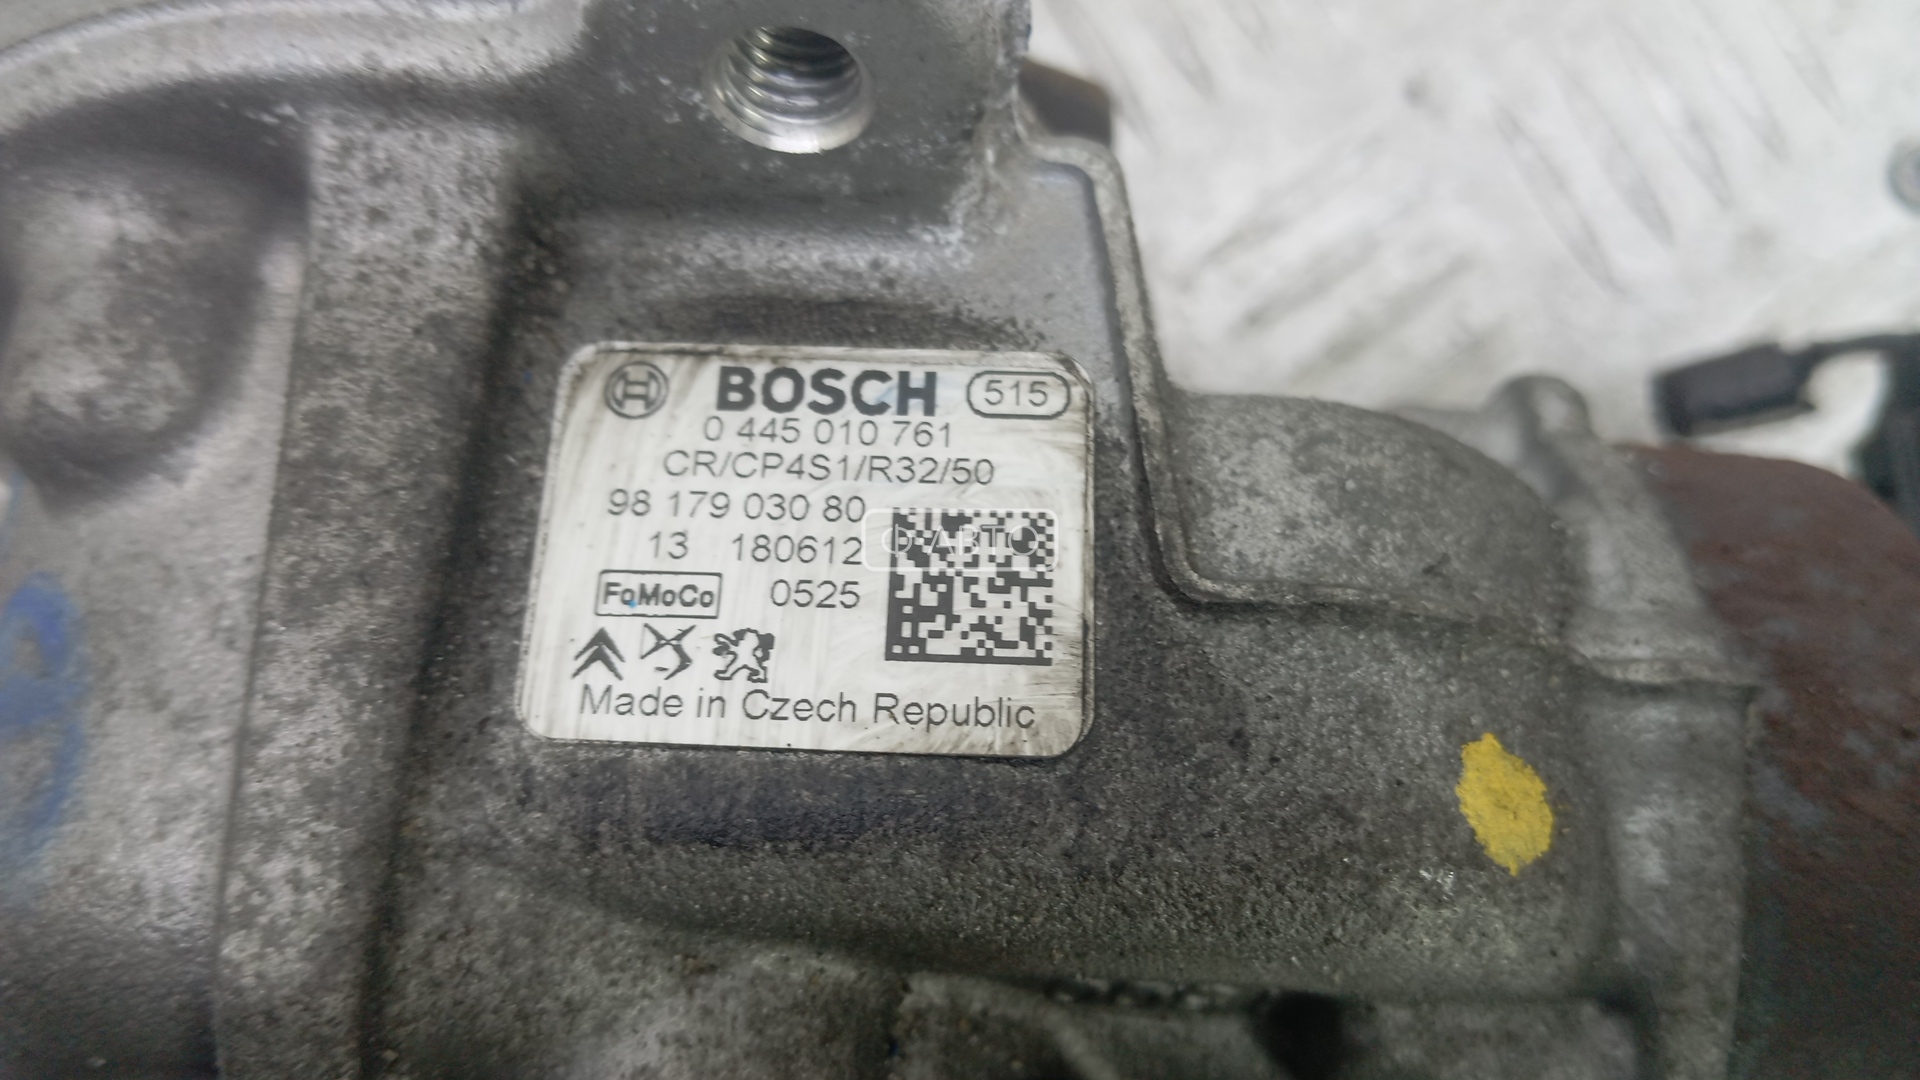 BOSCH 515
0 445 010 761
CR/CP4S1/R32/50
98 179 030 80
13 180612
FoMoCo 0525
Made in Czech Republic